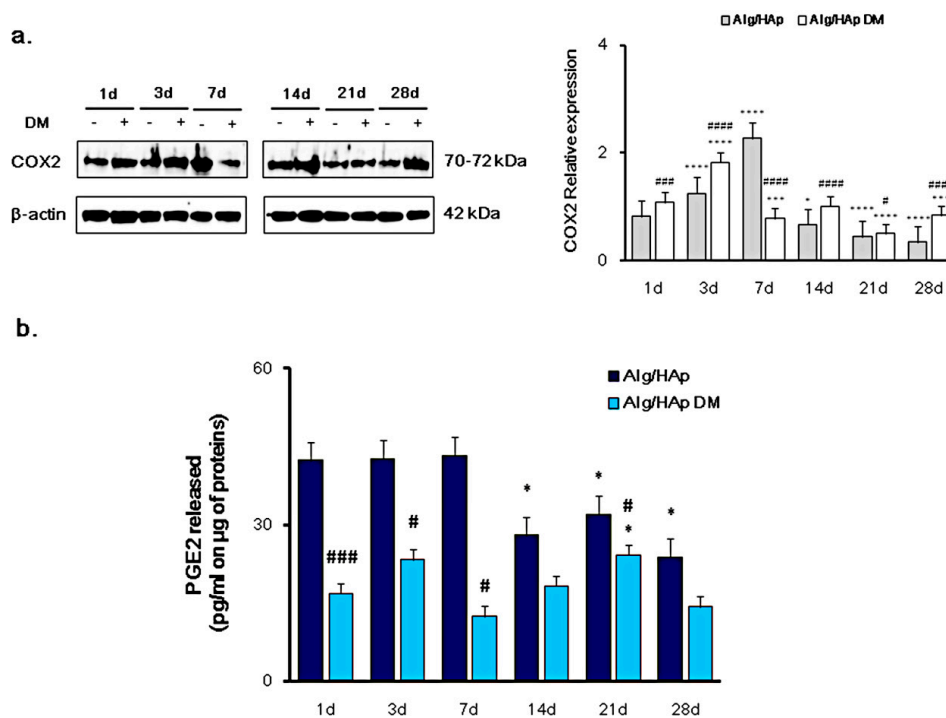 a.
1d 3d 7d 14d 21d 28d
DM - + - + - + - + - + - +
COX2 70-72 kDa
β-actin 42 kDa
Alg/HAp Alg/HAp DM
COX2 Relative expression
4
2
0
### **** #### **** **** #### *** * #### **** # **** **** ### ***
1d 3d 7d 14d 21d 28d
b.
PGE2 released
(pg/ml on µg of proteins)
60
30
0
Alg/HAp
Alg/HAp DM
### # # * * # * *
1d 3d 7d 14d 21d 28d